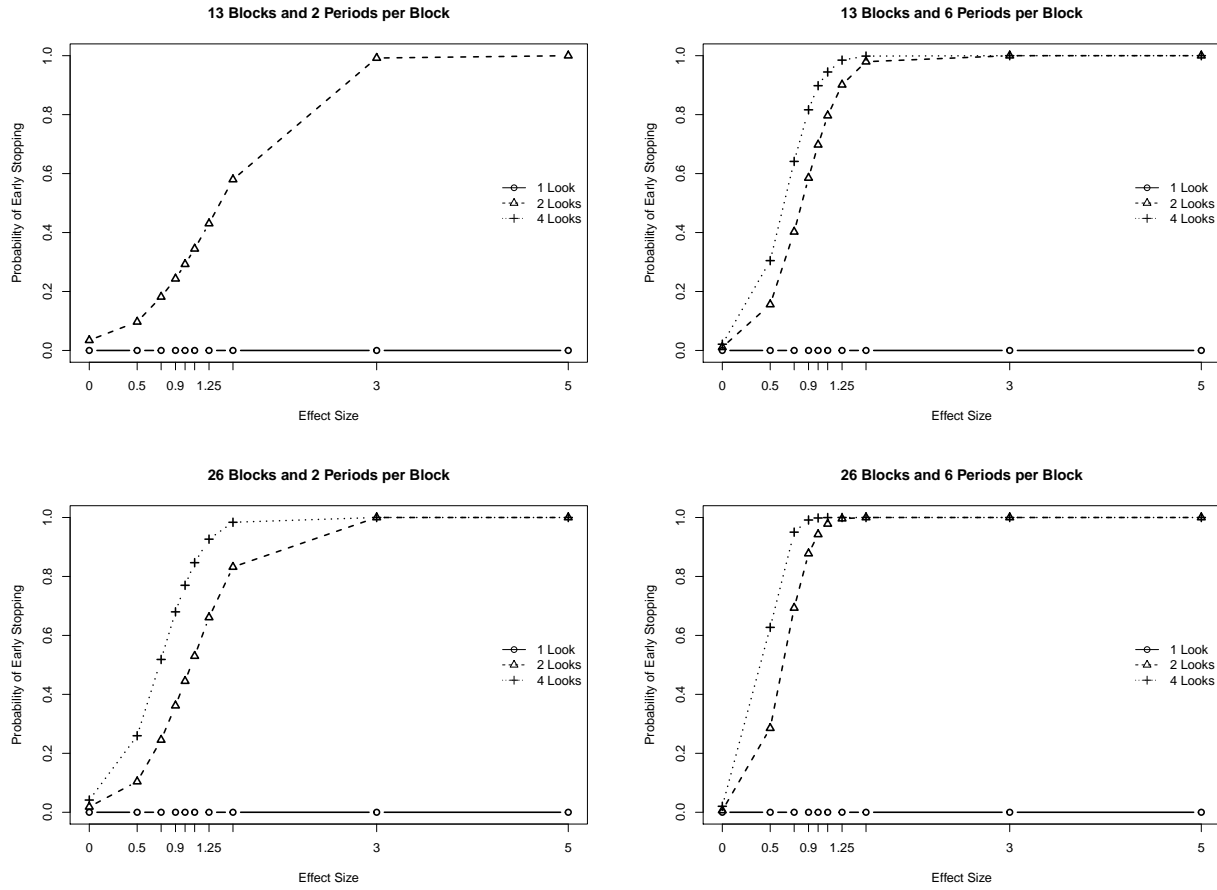 13 Blocks and 2 Periods per Block
Probability of Early Stopping
1.0
0.8
0.6
0.4
0.2
0.0
1 Look
2 Looks
0 0.5 0.9 1.25 3 5
Effect Size
13 Blocks and 6 Periods per Block
Probability of Early Stopping
1.0
0.8
0.6
0.4
0.2
0.0
1 Look
2 Looks
4 Looks
0 0.5 0.9 1.25 3 5
Effect Size
26 Blocks and 2 Periods per Block
Probability of Early Stopping
1.0
0.8
0.6
0.4
0.2
0.0
1 Look
2 Looks
4 Looks
0 0.5 0.9 1.25 3 5
Effect Size
26 Blocks and 6 Periods per Block
Probability of Early Stopping
1.0
0.8
0.6
0.4
0.2
0.0
1 Look
2 Looks
4 Looks
0 0.5 0.9 1.25 3 5
Effect Size